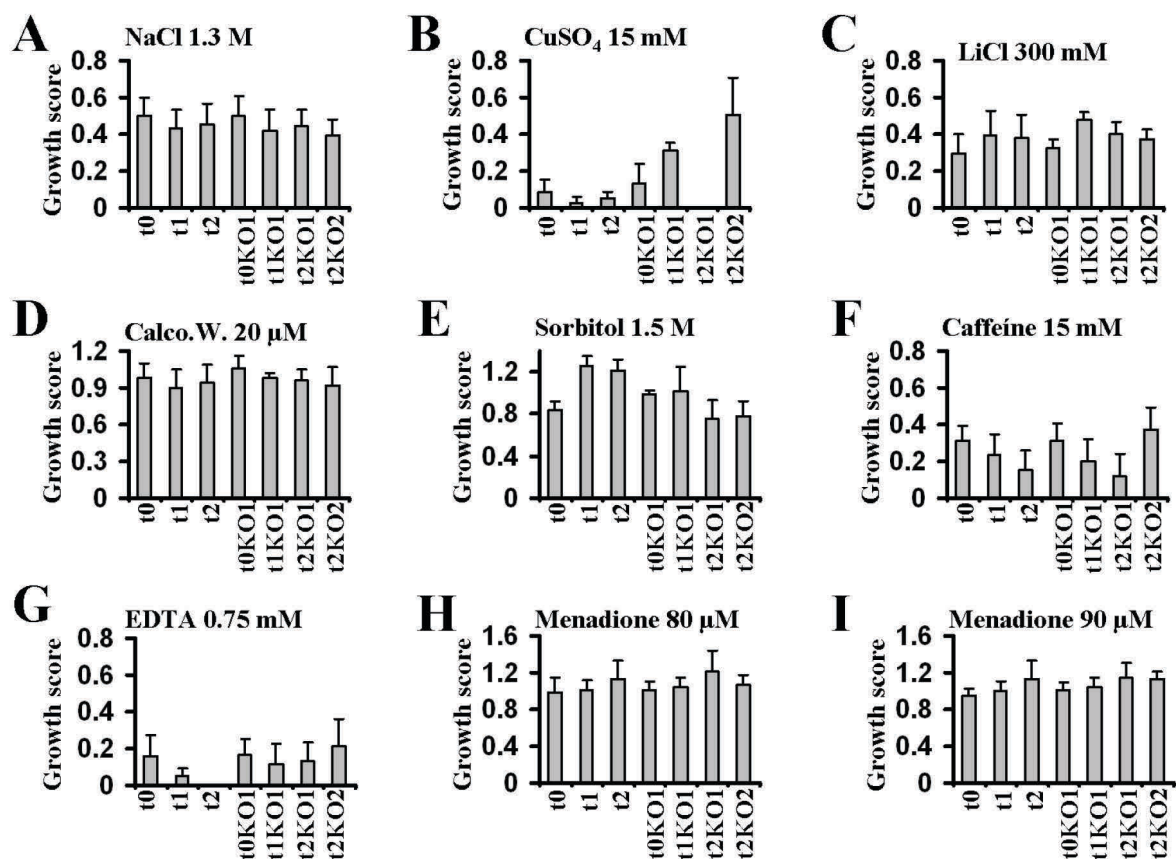 A NaCl 1.3 M
Growth score
0.8
0.6
0.4
0.2
0
t0 t1 t2 t0KO1 t1KO1 t2KO1 t2KO2
B CuSO₄ 15 mM
Growth score
0.8
0.6
0.4
0.2
0
t0 t1 t2 t0KO1 t1KO1 t2KO1 t2KO2
C LiCl 300 mM
Growth score
0.8
0.6
0.4
0.2
0
t0 t1 t2 t0KO1 t1KO1 t2KO1 t2KO2
D Calco.W. 20 µM
Growth score
1.2
0.9
0.6
0.3
0
t0 t1 t2 t0KO1 t1KO1 t2KO1 t2KO2
E Sorbitol 1.5 M
Growth score
1.2
0.8
0.4
0
t0 t1 t2 t0KO1 t1KO1 t2KO1 t2KO2
F Caffeíne 15 mM
Growth score
0.8
0.6
0.4
0.2
0
t0 t1 t2 t0KO1 t1KO1 t2KO1 t2KO2
G EDTA 0.75 mM
Growth score
0.8
0.6
0.4
0.2
0
t0 t1 t2 t0KO1 t1KO1 t2KO1 t2KO2
H Menadione 80 µM
Growth score
1.6
1.2
0.8
0.4
0
t0 t1 t2 t0KO1 t1KO1 t2KO1 t2KO2
I Menadione 90 µM
Growth score
1.6
1.2
0.8
0.4
0
t0 t1 t2 t0KO1 t1KO1 t2KO1 t2KO2